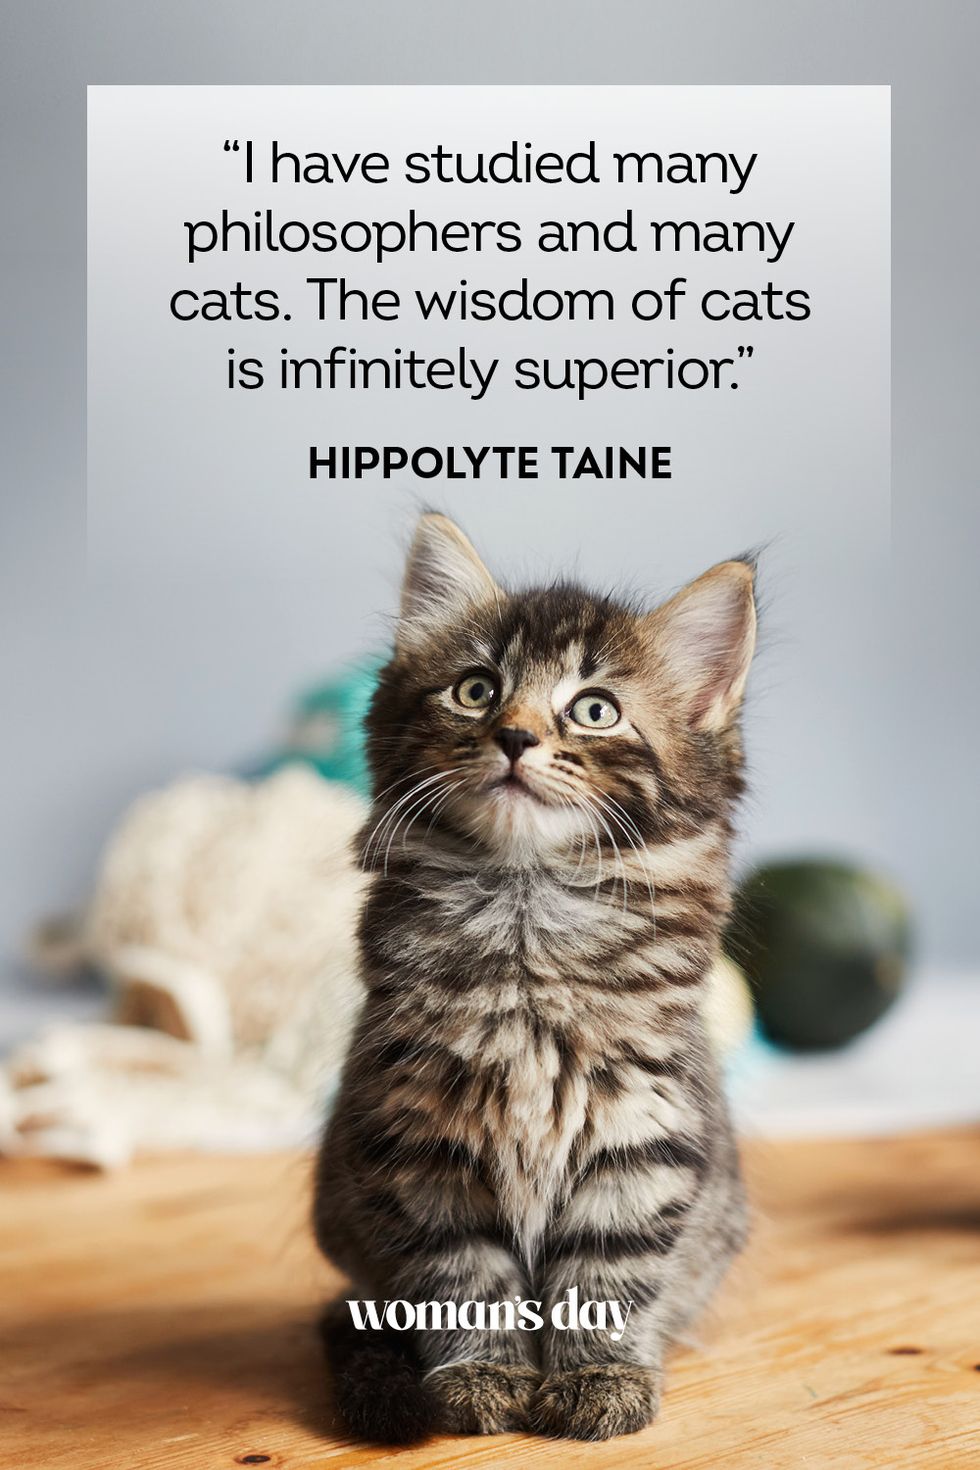 “I have studied many
philosophers and many
cats. The wisdom of cats
is infinitely superior.”
HIPPOLYTE TAINE
woman's day